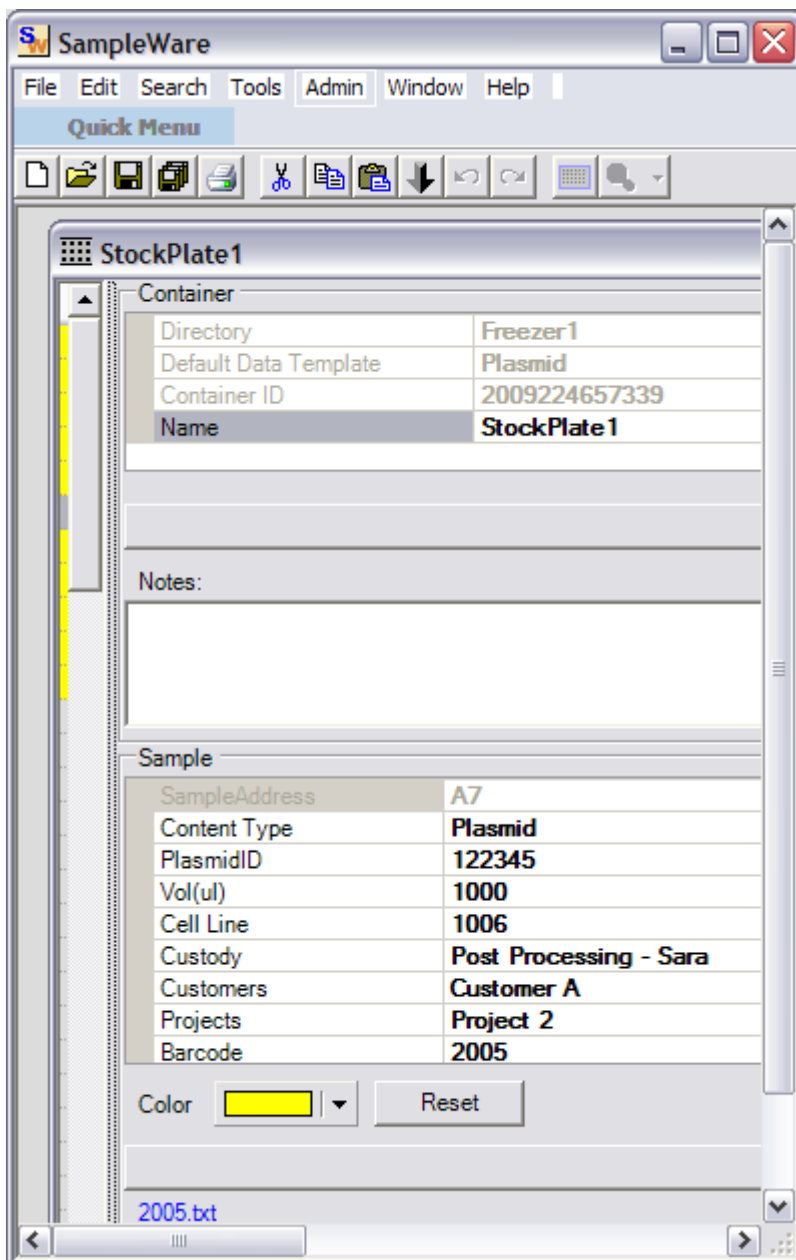 SampleWare
File Edit Search Tools Admin Window Help
Quick Menu
StockPlate1
Container
Directory Freezer1
Default Data Template Plasmid
Container ID 2009224657339
Name StockPlate1
Notes:
Sample
SampleAddress A7
Content Type Plasmid
PlasmidID 122345
Vol(ul) 1000
Cell Line 1006
Custody Post Processing - Sara
Customers Customer A
Projects Project 2
Barcode 2005
Color Reset
2005.txt